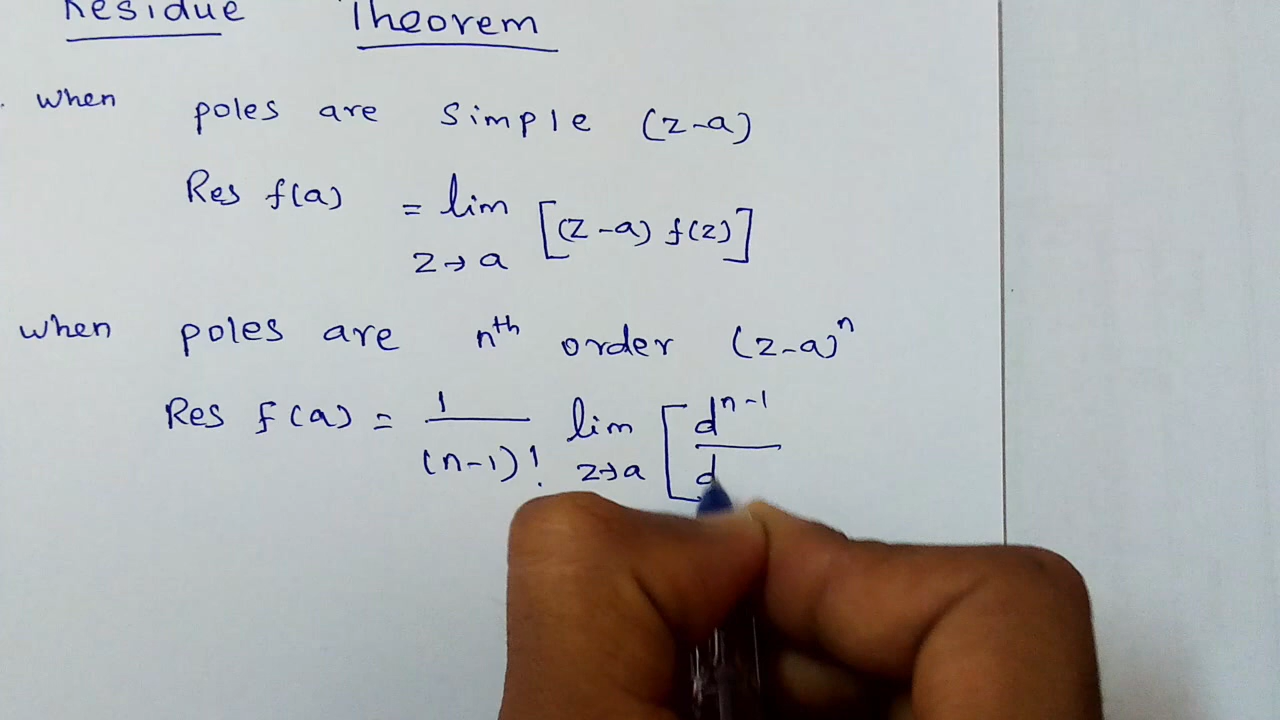 Residue Theorem
. when poles are simple (z-a)
Res f(a) = lim z→a [(z-a) f(z)]
when poles are nth order (z-a)^n
Res f(a) = 1/(n-1)! lim z→a [d^n-1/d